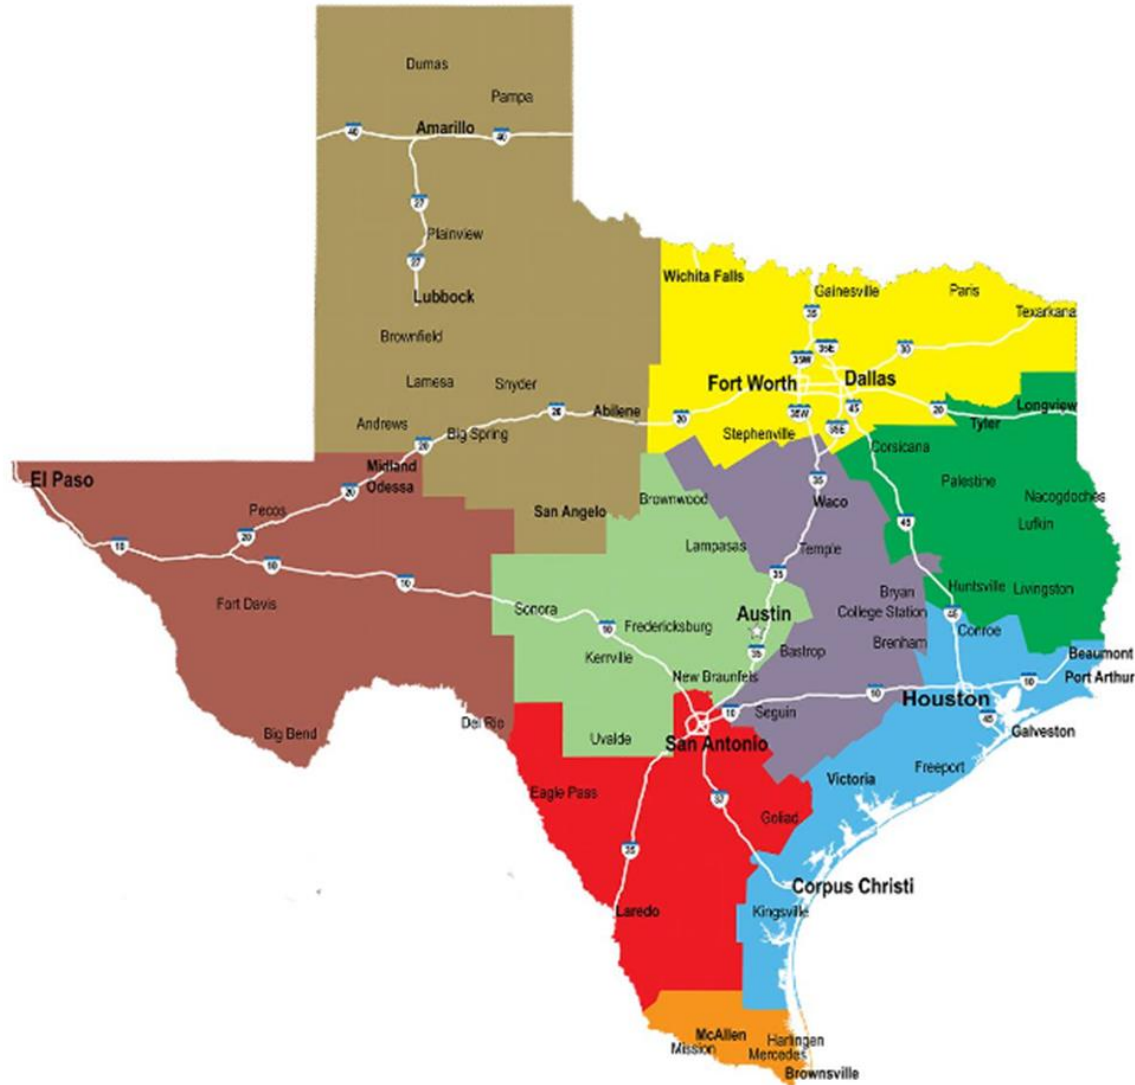 Dumas
Pampa
Amarillo
40
40
27
Plainview
27
Lubbock
Wichita Falls
Gainesville
Paris
Texarkana
35
Brownfield
35E
30
35W
Lamesa
Snyder
Fort Worth
Dallas
Abilene
20
20
35W
45
20
Longview
Andrews
Big Spring
20
Stephenville
35E
Tyler
Corsicana
El Paso
Midland
Odessa
20
35
Palestine
Pecos
San Angelo
Brownwood
Waco
Nacogdoches
20
45
Lufkin
10
10
Lampasas
Temple
10
35
Bryan
Huntsville
Livingston
Fort Davis
Sonora
Austin
College Station
45
Fredericksburg
10
Conroe
Kerrville
35
Bastrop
Brenham
Beaumont
New Braunfels
Port Arthur
10
10
Houston
Del Rio
10
Seguin
45
Big Bend
Uvalde
San Antonio
Galveston
Victoria
Freeport
Eagle Pass
37
Goliad
35
Corpus Christi
Laredo
Kingsville
McAllen
Mission
Harlingen
Mercedes
Brownsville